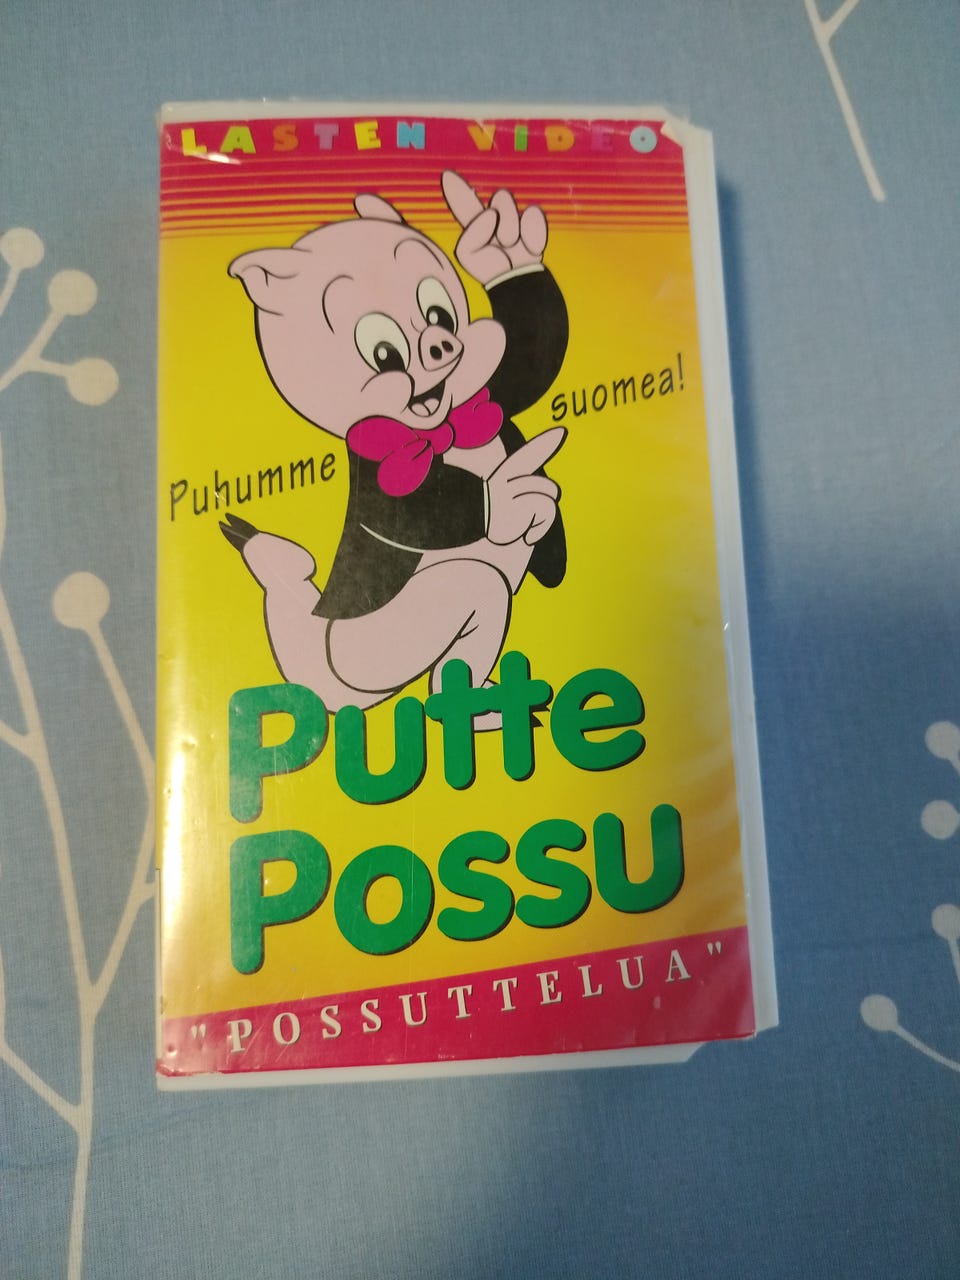 LASTEN VIDEO
Puhumme suomea!
Putte
Possu
"POSSUTTELUA"